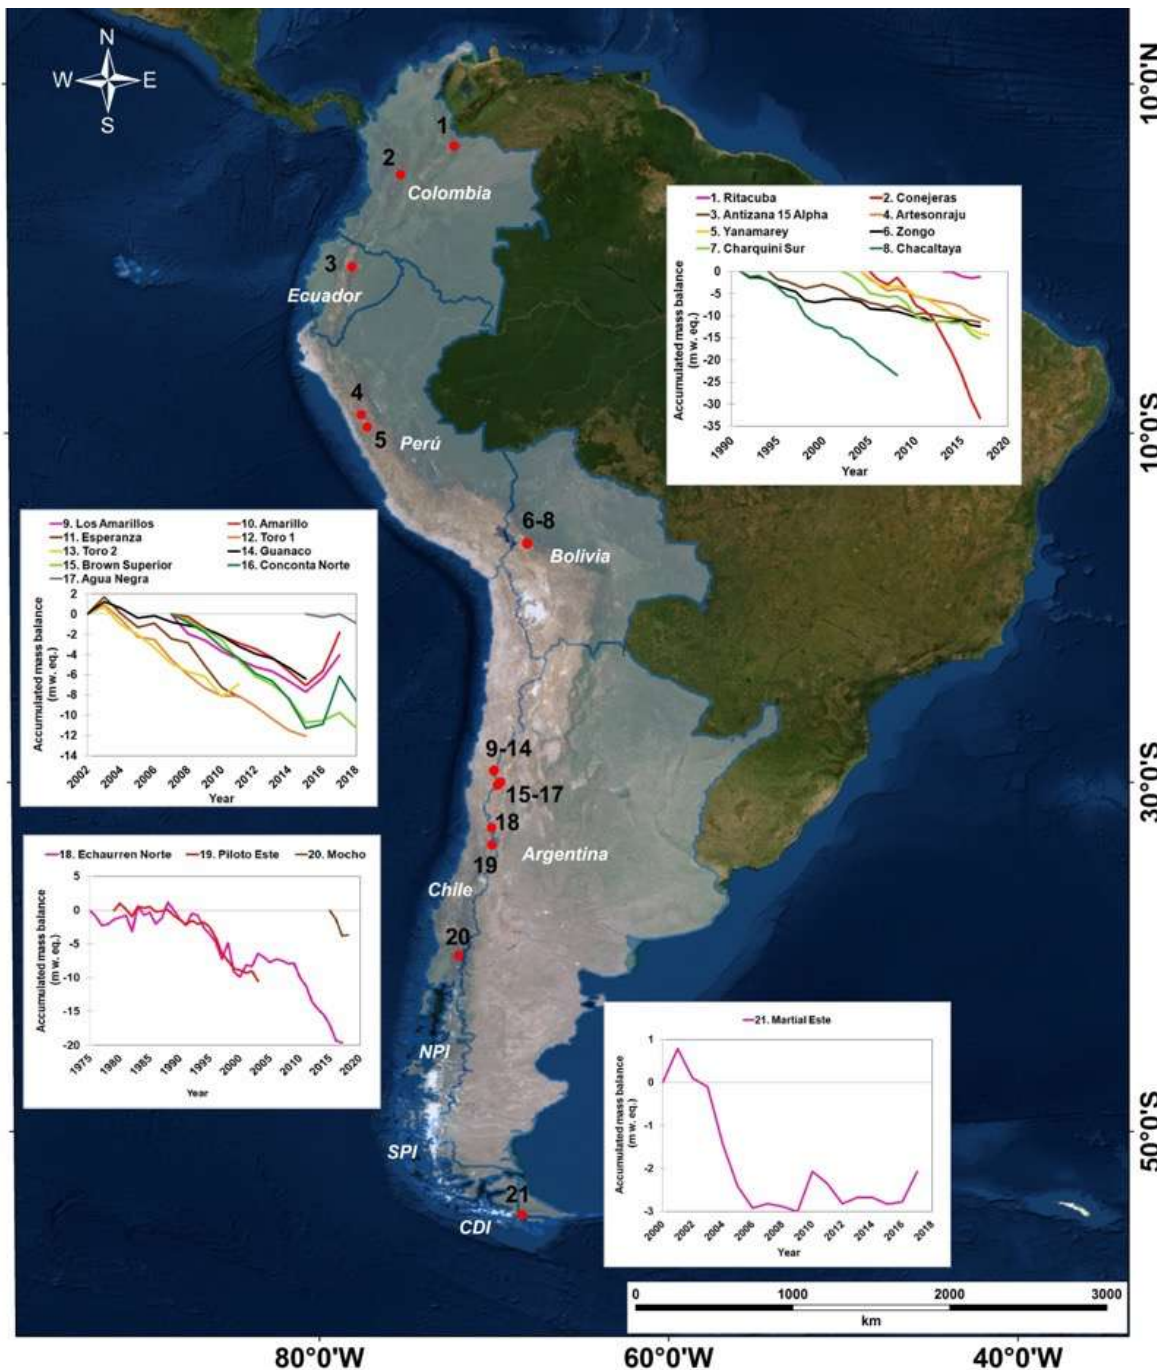 N
W E
S
10°0'N
1
2
Colombia
3
Ecuador
4
5
Perú
6-8
Bolivia
9-14
15-17
18
19
Argentina
Chile
20
NPI
SPI
21
CDI
10°0'S
30°0'S
50°0'S
80°0'W 60°0'W 40°0'W
0 1000 2000 3000
km
1. Ritacuba 2. Conejeras
3. Antizana 15 Alpha 4. Artesonraju
5. Yanamarey 6. Zongo
7. Charquini Sur 8. Chacaltaya
Accumulated mass balance
(m w. eq.)
0
-5
-10
-15
-20
-25
-30
-35
1990 1995 2000 2005 2010 2015 2020
Year
9. Los Amarillos 10. Amarillo
11. Esperanza 12. Toro 1
13. Toro 2 14. Guanaco
15. Brown Superior 16. Conconta Norte
17. Agua Negra
Accumulated mass balance
(m w. eq.)
2
0
-2
-4
-6
-8
-10
-12
-14
2002 2004 2006 2008 2010 2012 2014 2016 2018
Year
18. Echaurren Norte 19. Piloto Este 20. Mocho
Accumulated mass balance
(m w. eq.)
5
0
-5
-10
-15
-20
1975 1980 1985 1990 1995 2000 2005 2010 2015 2020
Year
21. Martial Este
Accumulated mass balance
(m w. eq.)
1
0
-1
-2
-3
2000 2002 2004 2006 2008 2010 2012 2014 2016 2018
Year